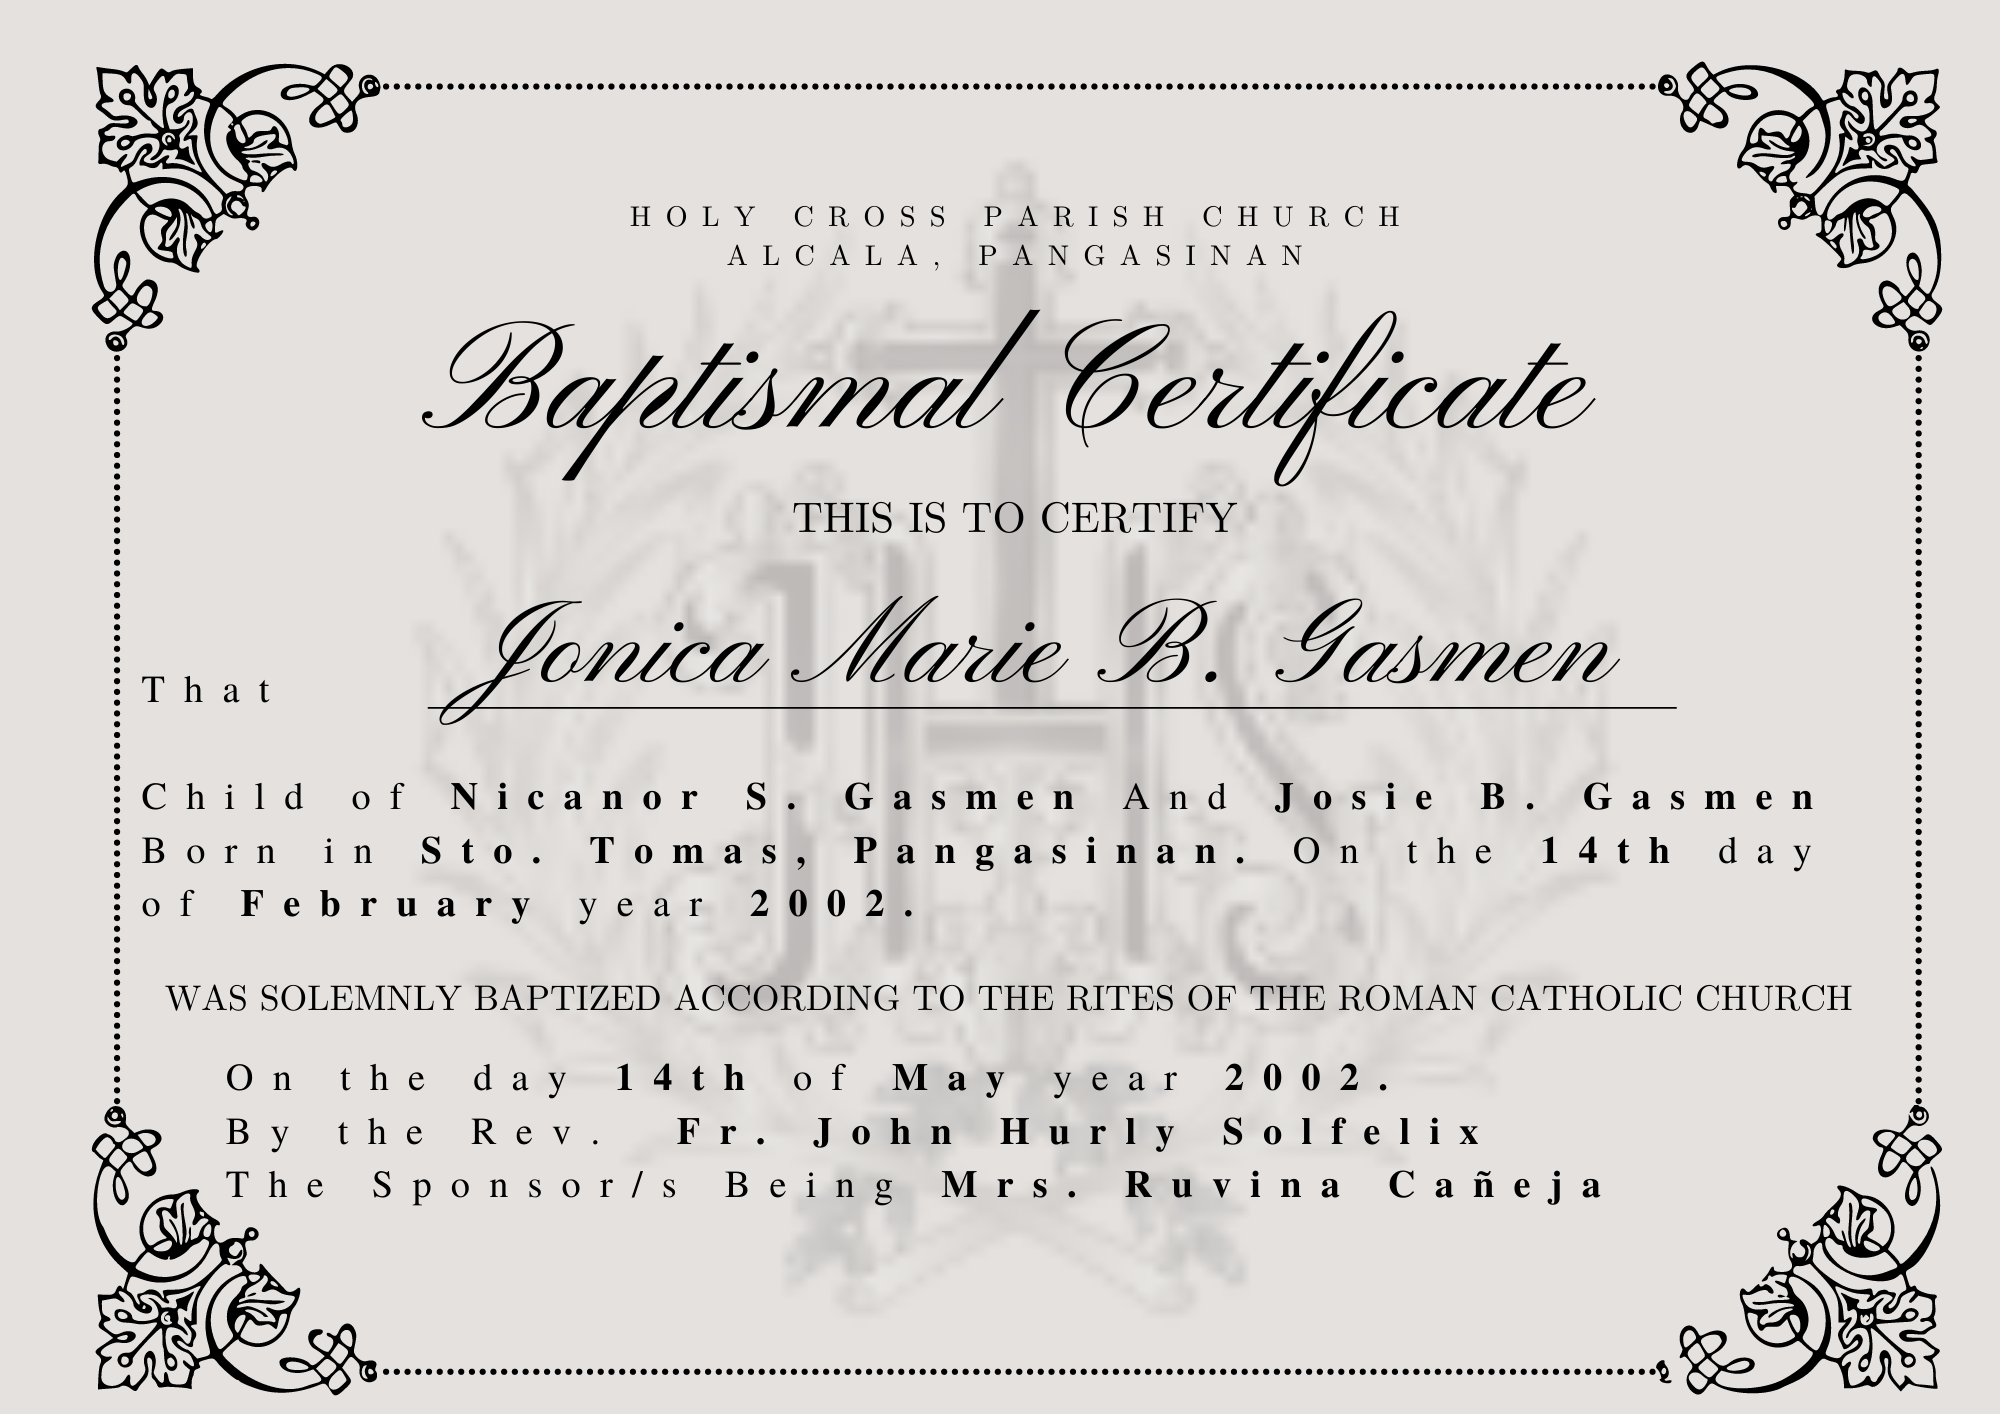 HOLY CROSS PARISH CHURCH
ALCALA, PANGASINAN
Baptismal Certificate
THIS IS TO CERTIFY
That Jonica Marie B. Gasmen
Child of Nicanor S. Gasmen And Josie B. Gasmen
Born in Sto. Tomas, Pangasinan. On the 14th day
of February year 2002.
WAS SOLEMNLY BAPTIZED ACCORDING TO THE RITES OF THE ROMAN CATHOLIC CHURCH
On the day 14th of May year 2002.
By the Rev. Fr. John Hurly Solfelix
The Sponsor/s Being Mrs. Ruvina Cañeja